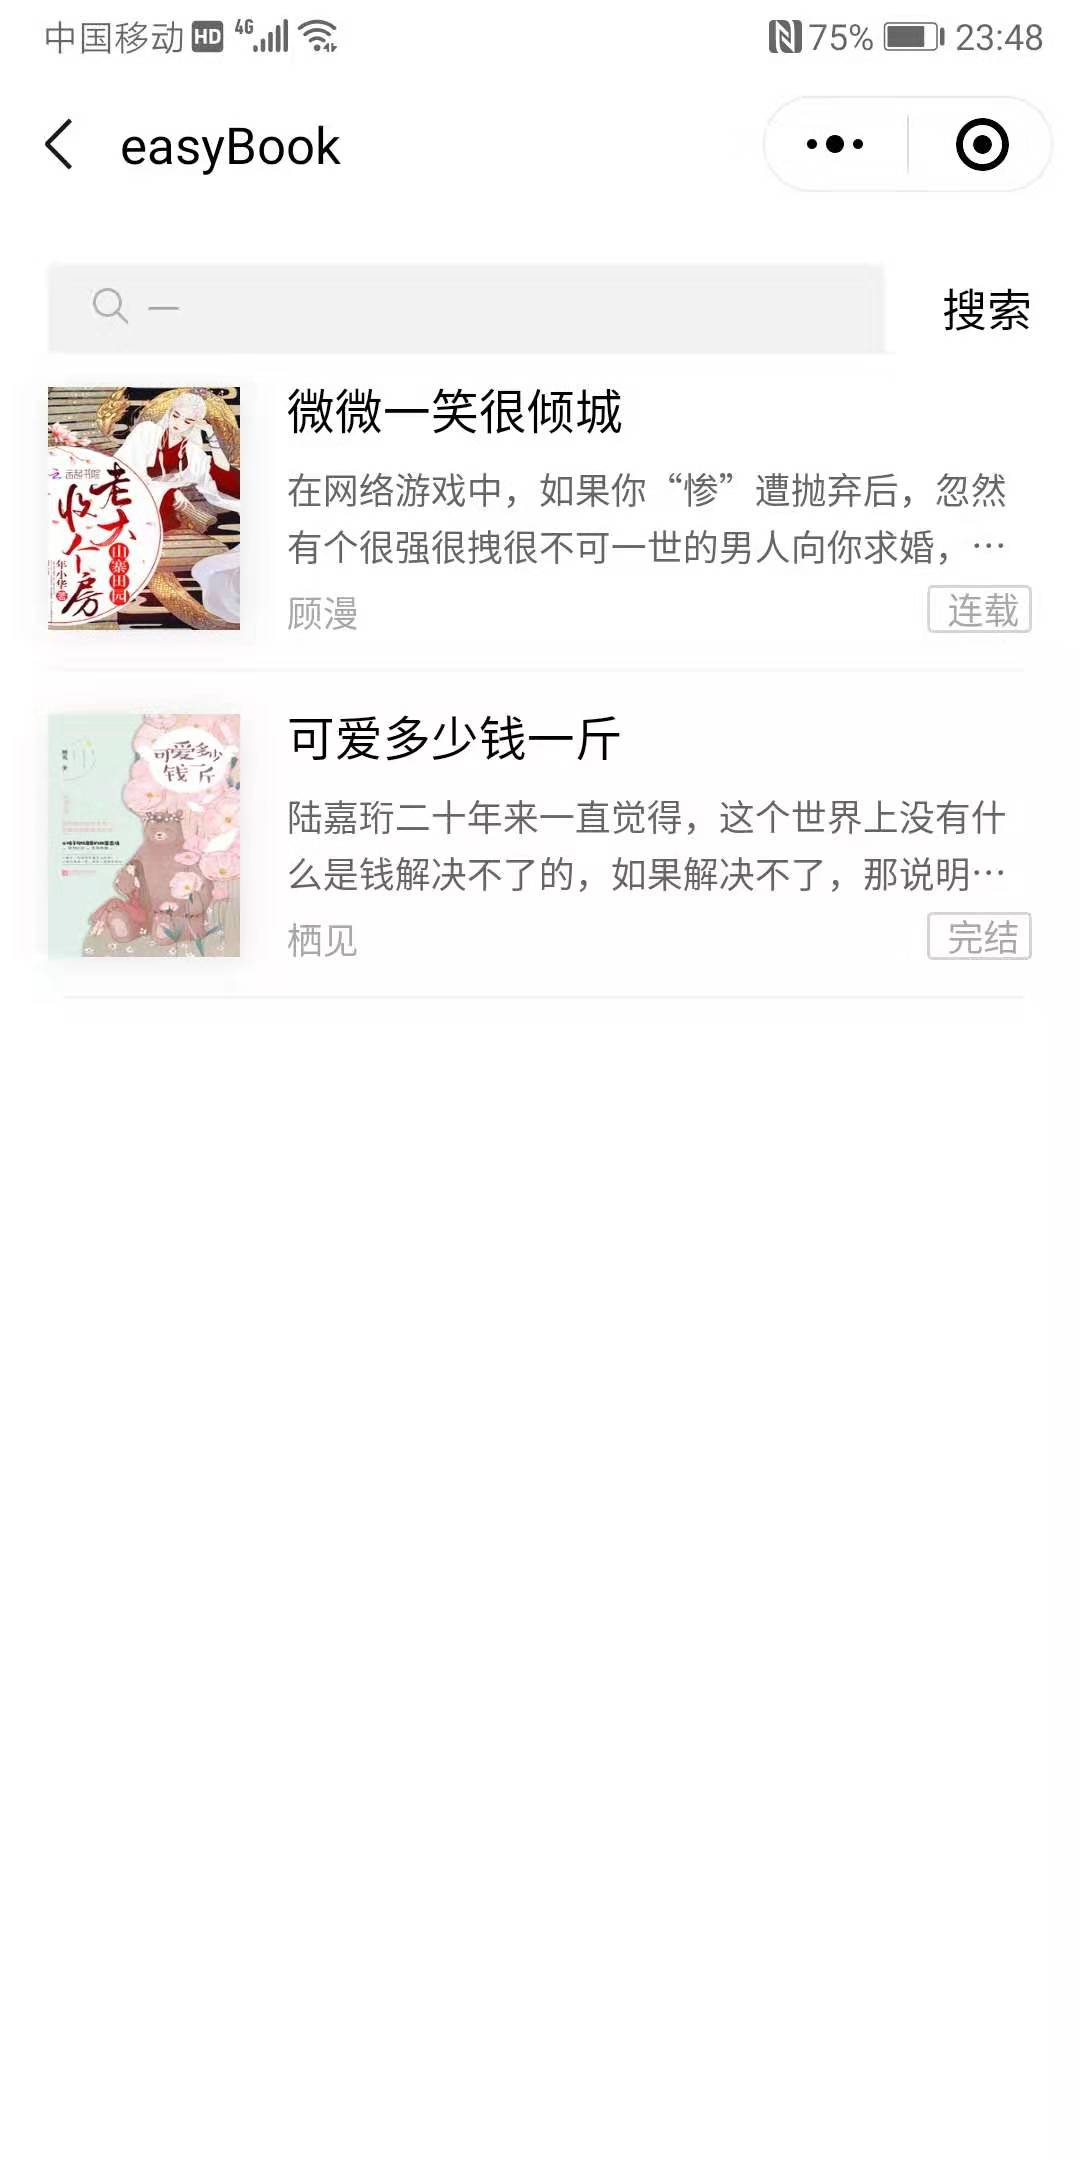 中国移动 HD 4G 75% 23:48
easyBook
一 搜索
微微一笑很倾城
在网络游戏中，如果你“惨”遭抛弃后，忽然
有个很强很拽很不可一世的男人向你求婚，…
顾漫 连载
老大
收个房
山寨田园
年小华 著
可爱多少钱一斤
陆嘉珩二十年来一直觉得，这个世界上没有什
么是钱解决不了的，如果解决不了，那说明…
栖见 完结
可爱多少
钱一斤